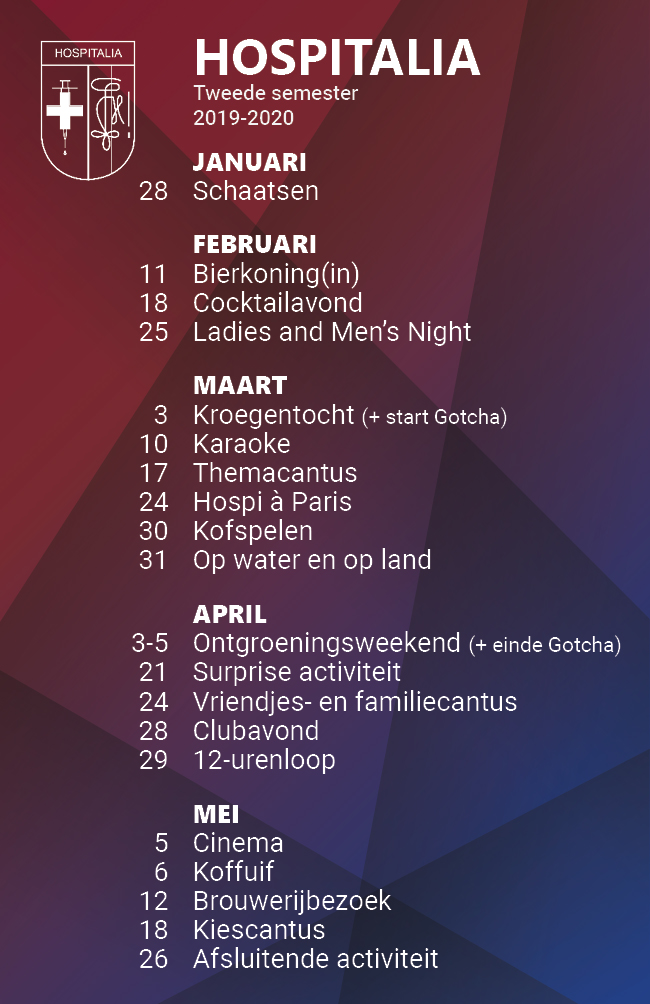 HOSPITALIA
HOSPITALIA
Tweede semester
2019-2020
JANUARI
28 Schaatsen
FEBRUARI
11 Bierkoning(in)
18 Cocktailavond
25 Ladies and Men's Night
MAART
3 Kroegentocht (+ start Gotcha)
10 Karaoke
17 Themacantus
24 Hospi à Paris
30 Kofspelen
31 Op water en op land
APRIL
3-5 Ontgroeningsweekend (+ einde Gotcha)
21 Surprise activiteit
24 Vriendjes- en familiecantus
28 Clubavond
29 12-urenloop
MEI
5 Cinema
6 Koffuif
12 Brouwerijbezoek
18 Kiescantus
26 Afsluitende activiteit